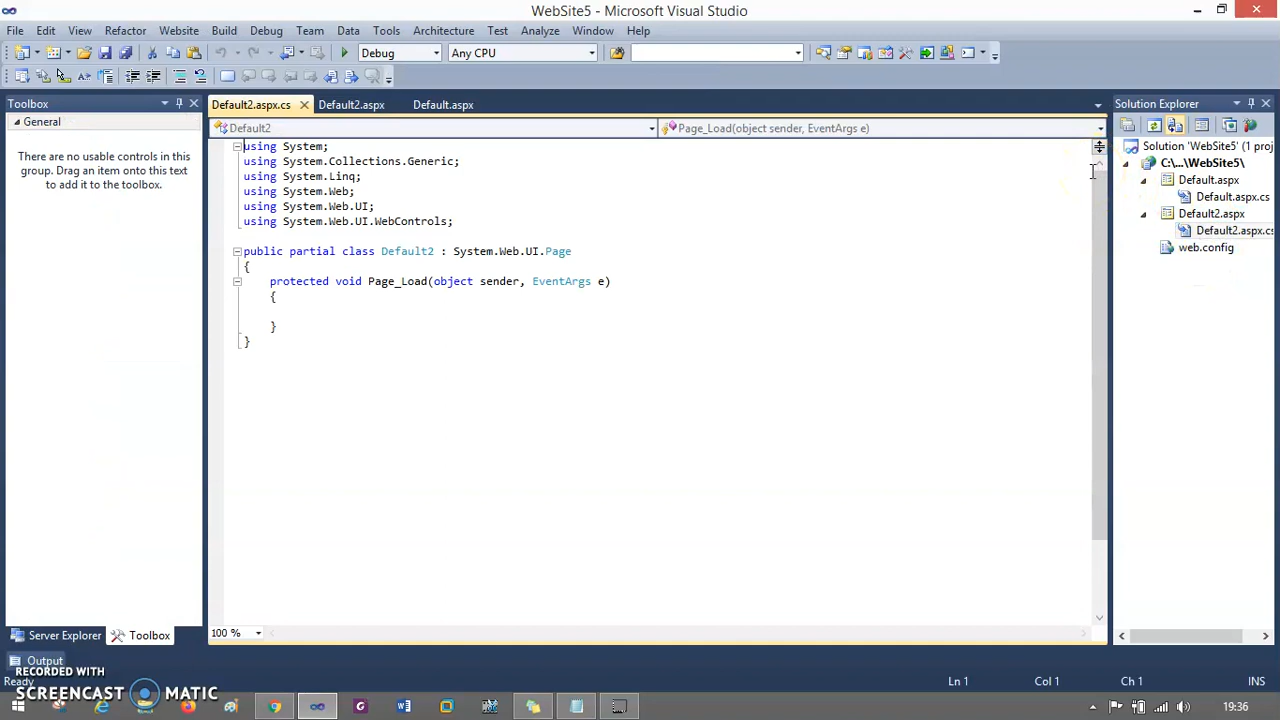 WebSite5 - Microsoft Visual Studio
File Edit View Refactor Website Build Debug Team Data Tools Architecture Test Analyze Window Help
Debug Any CPU
Toolbox
General
There are no usable controls in this
group. Drag an item onto this text
to add it to the toolbox.
Server Explorer Toolbox
Default2.aspx.cs Default2.aspx Default.aspx
Default2 Page_Load(object sender, EventArgs e)
using System;
using System.Collections.Generic;
using System.Linq;
using System.Web;
using System.Web.UI;
using System.Web.UI.WebControls;
public partial class Default2 : System.Web.UI.Page
{
protected void Page_Load(object sender, EventArgs e)
{
}
}
100 %
Solution Explorer
Solution 'WebSite5' (1 proj
C:\...\WebSite5\
Default.aspx
Default.aspx.cs
Default2.aspx
Default2.aspx.cs
web.config
Output
Ready
Ln 1 Col 1 Ch 1 INS
RECORDED WITH
SCREENCAST MATIC
19:36